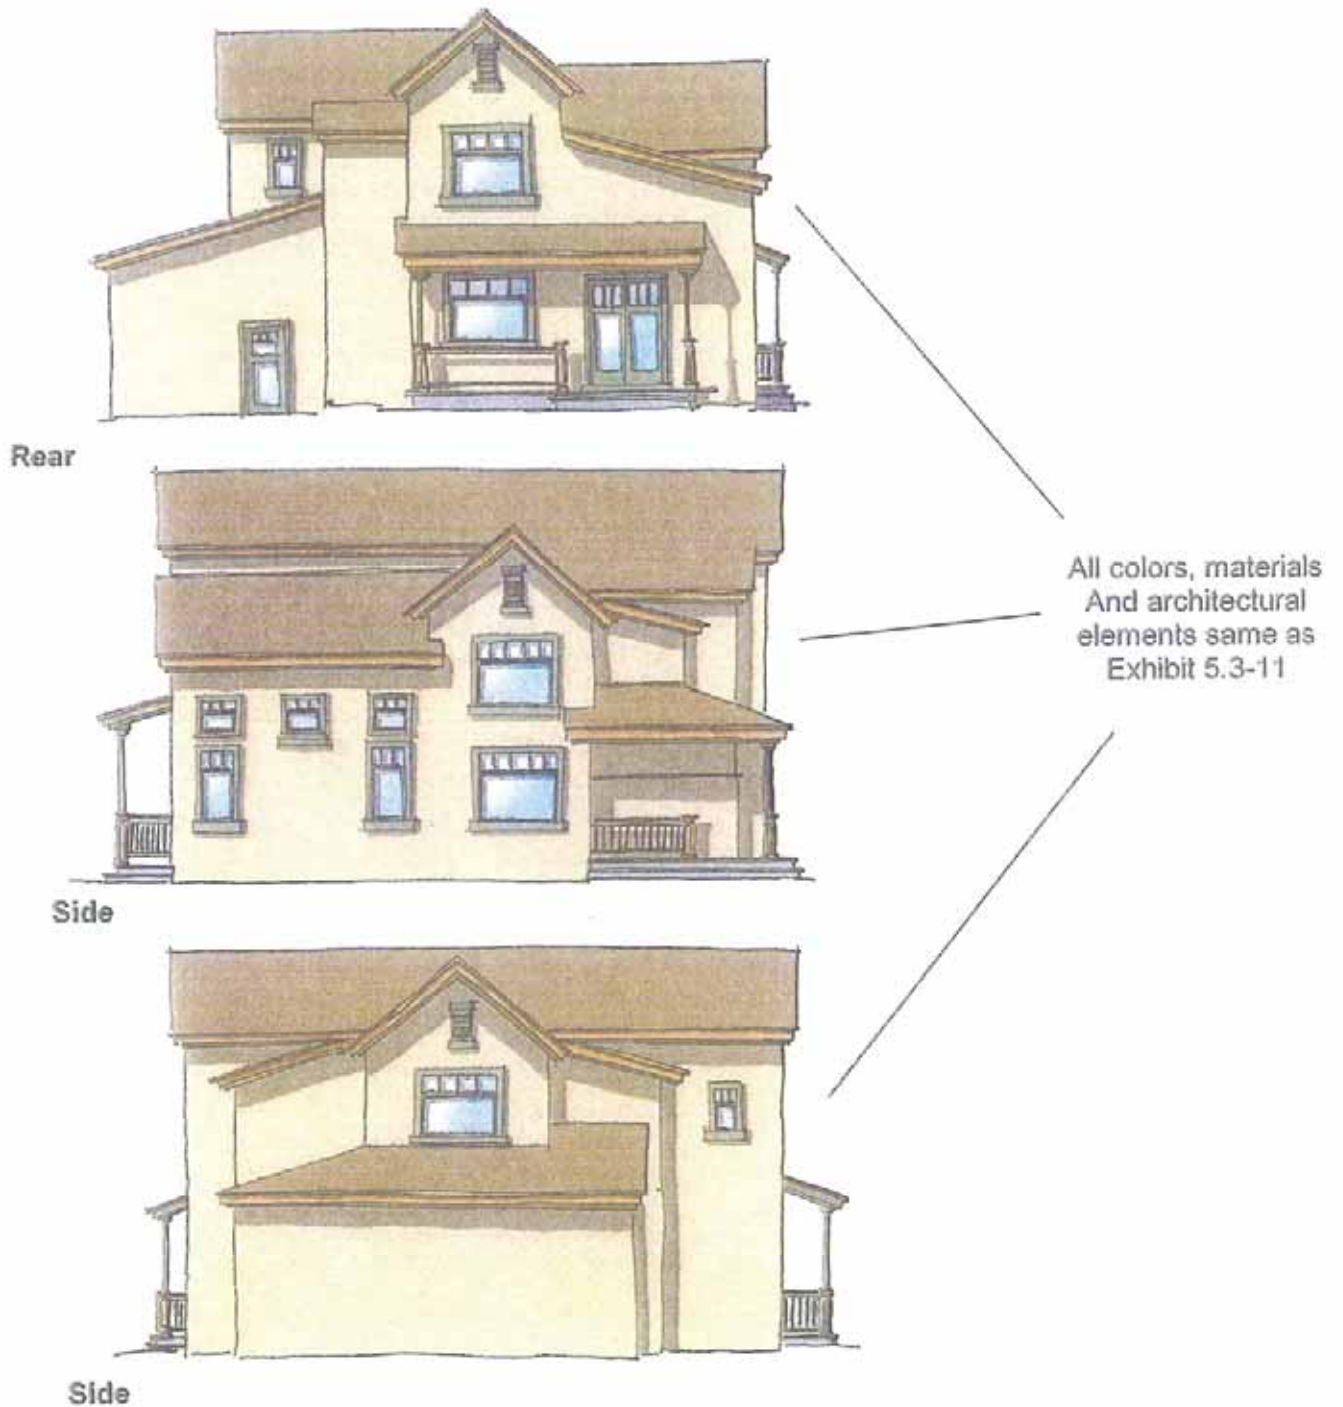 Rear
All colors, materials
And architectural
elements same as
Exhibit 5.3-11
Side
Side